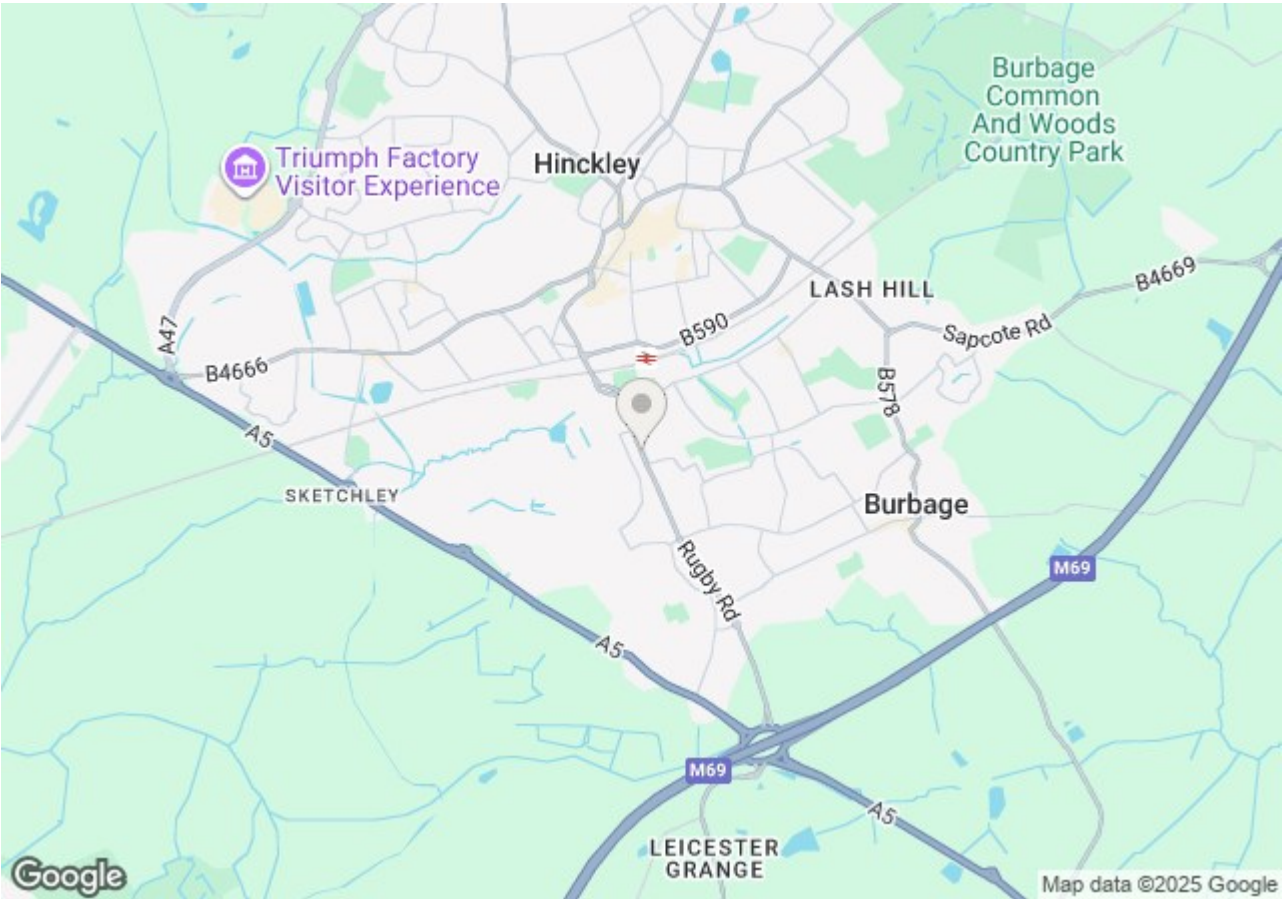 Burbage
Common
And Woods
Country Park
Triumph Factory
Visitor Experience
Hinckley
LASH HILL
B4669
Sapcote Rd
B590
A47
B4666
B578
A5
SKETCHLEY
Burbage
Rugby Rd
M69
A5
M69
A5
LEICESTER
GRANGE
Google
Map data ©2025 Google